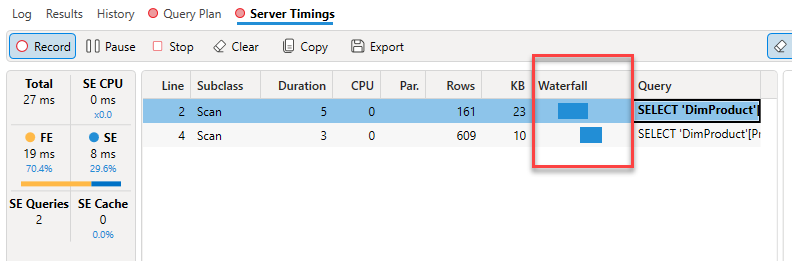 Log Results History Query Plan Server Timings
Record Pause Stop Clear Copy Export
Total SE CPU
27 ms 0 ms
x0.0
FE SE
19 ms 8 ms
70.4% 29.6%
SE Queries SE Cache
2 0
0.0%
Line Subclass Duration CPU Par. Rows KB Waterfall Query
2 Scan 5 0 161 23 SELECT 'DimProduct'[
4 Scan 3 0 609 10 SELECT 'DimProduct'[Pr